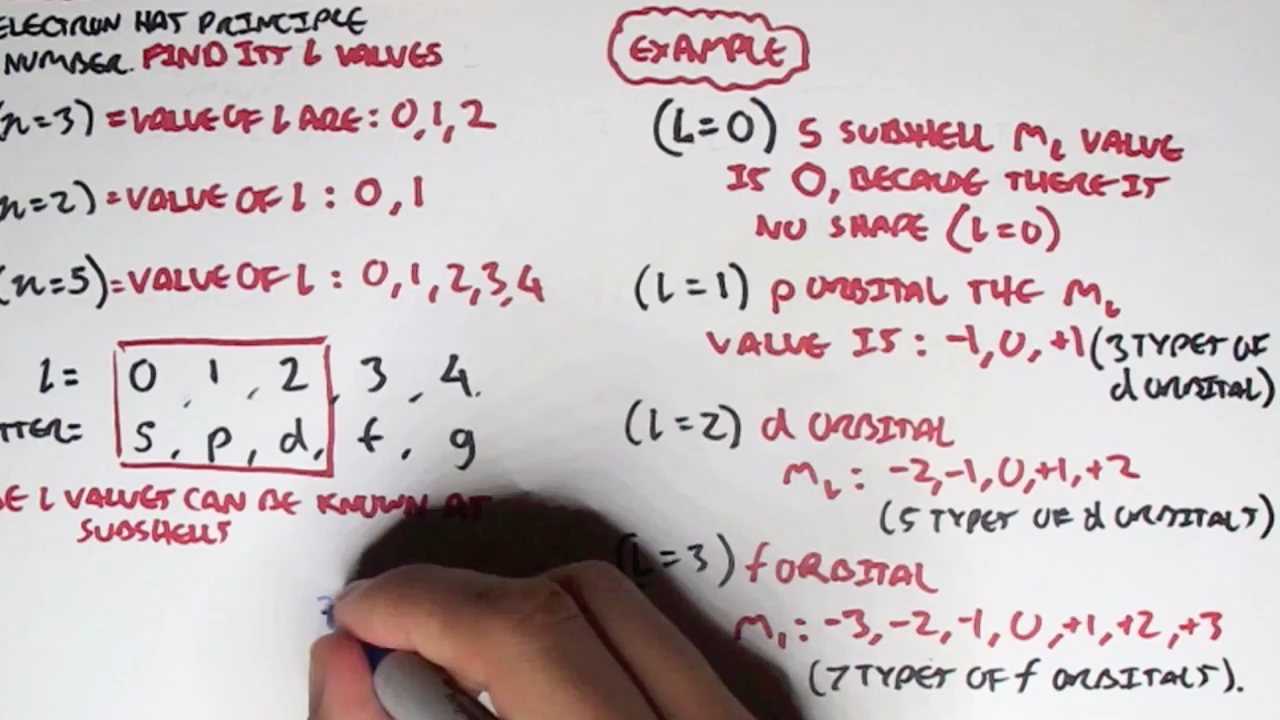 ELECTRON HAS PRINCIPLE
NUMBER. FIND ITS L VALUES
(n=3) = VALUE OF L ARE: 0,1,2
n=2) = VALUE OF L : 0,1
(n=5) = VALUE OF L : 0,1,2,3,4
l= 0, 1, 2, 3, 4.
TTER= s, p, d, f, g
SE L VALUES CAN BE KNOWN AS
SUBSHELLS
EXAMPLE
(L=0) S SUBSHELL ML VALUE
IS 0, BECAUSE THERE IS
NO SHAPE (L=0)
(L=1) p ORBITAL THE ML
VALUE IS : -1,0,+1 (3 TYPES OF
d ORBITAL)
(L=2) d ORBITAL
ML : -2,-1,0,+1,+2
(5 TYPES OF d ORBITALS)
(L=3) f ORBITAL
ML : -3,-2,-1,0,+1,+2,+3
(7 TYPES OF f ORBITALS).